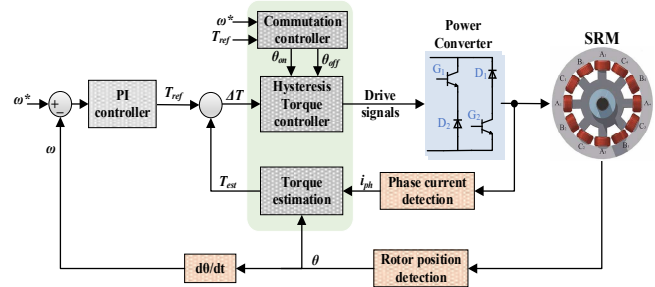 ω*
T_ref
Commutation
controller
θ_on
θ_off
Power
Converter
SRM
ω*
+
−
PI
controller
T_ref
ΔT
Hysteresis
Torque
controller
Drive
signals
G₁
D₁
D₂
G₂
ω
T_est
Torque
estimation
i_ph
Phase current
detection
dθ/dt
θ
Rotor position
detection